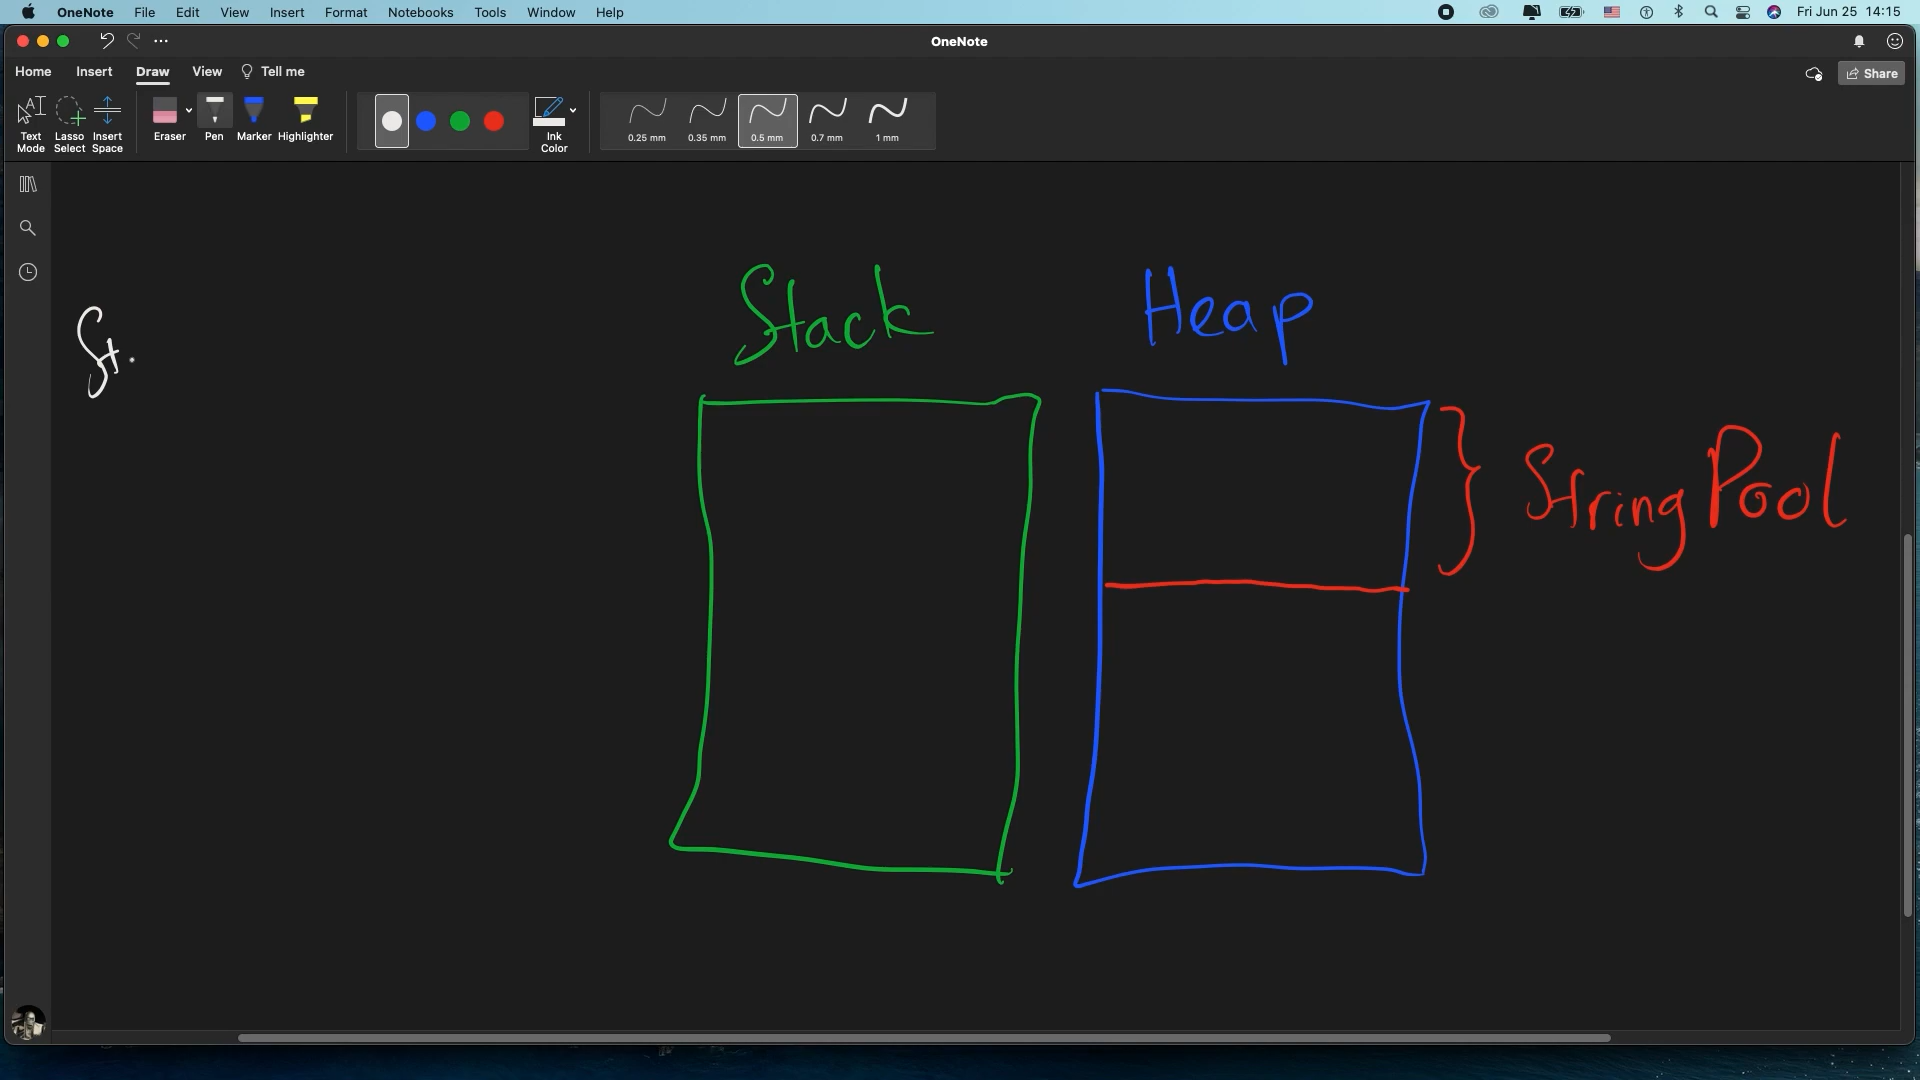 OneNote File Edit View Insert Format Notebooks Tools Window Help Fri Jun 25 14:15
OneNote
Home Insert Draw View Tell me Share
Text Mode Lasso Select Insert Space Eraser Pen Marker Highlighter Ink Color 0.25 mm 0.35 mm 0.5 mm 0.7 mm 1 mm
Stack Heap
St.
String Pool